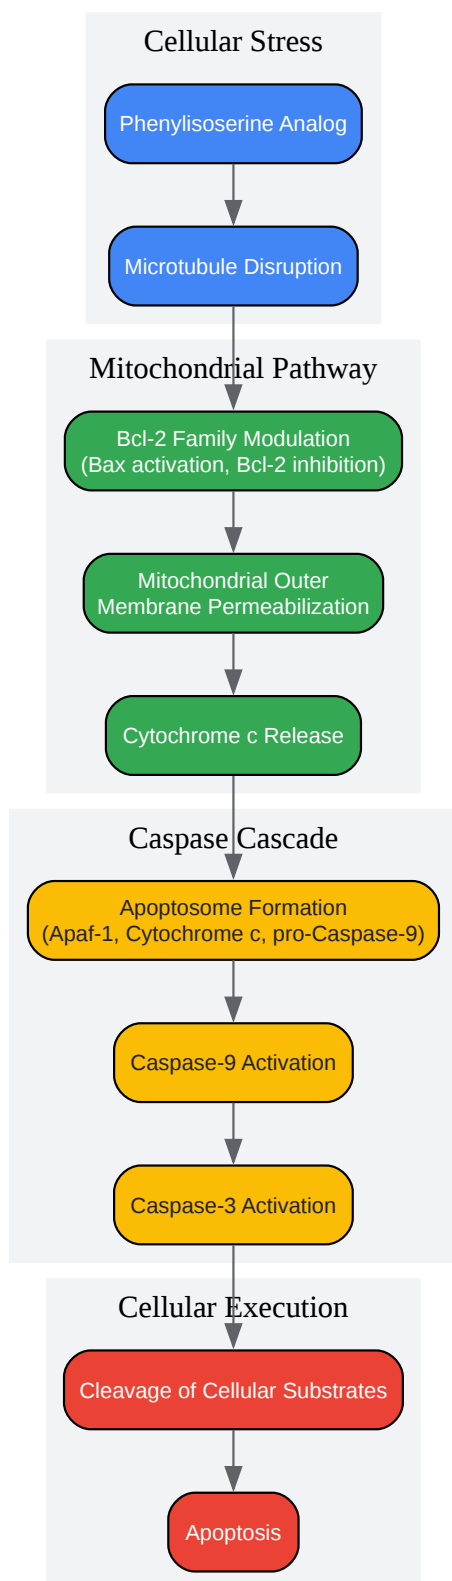 Cellular Stress
Phenylisoserine Analog
Microtubule Disruption
Mitochondrial Pathway
Bcl-2 Family Modulation
(Bax activation, Bcl-2 inhibition)
Mitochondrial Outer
Membrane Permeabilization
Cytochrome c Release
Caspase Cascade
Apoptosome Formation
(Apaf-1, Cytochrome c, pro-Caspase-9)
Caspase-9 Activation
Caspase-3 Activation
Cellular Execution
Cleavage of Cellular Substrates
Apoptosis